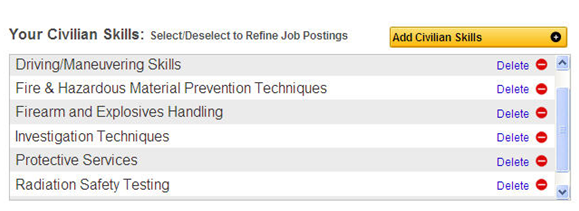 Your Civilian Skills: Select/Deselect to Refine Job Postings Add Civilian Skills
Driving/Maneuvering Skills Delete
Fire & Hazardous Material Prevention Techniques Delete
Firearm and Explosives Handling Delete
Investigation Techniques Delete
Protective Services Delete
Radiation Safety Testing Delete